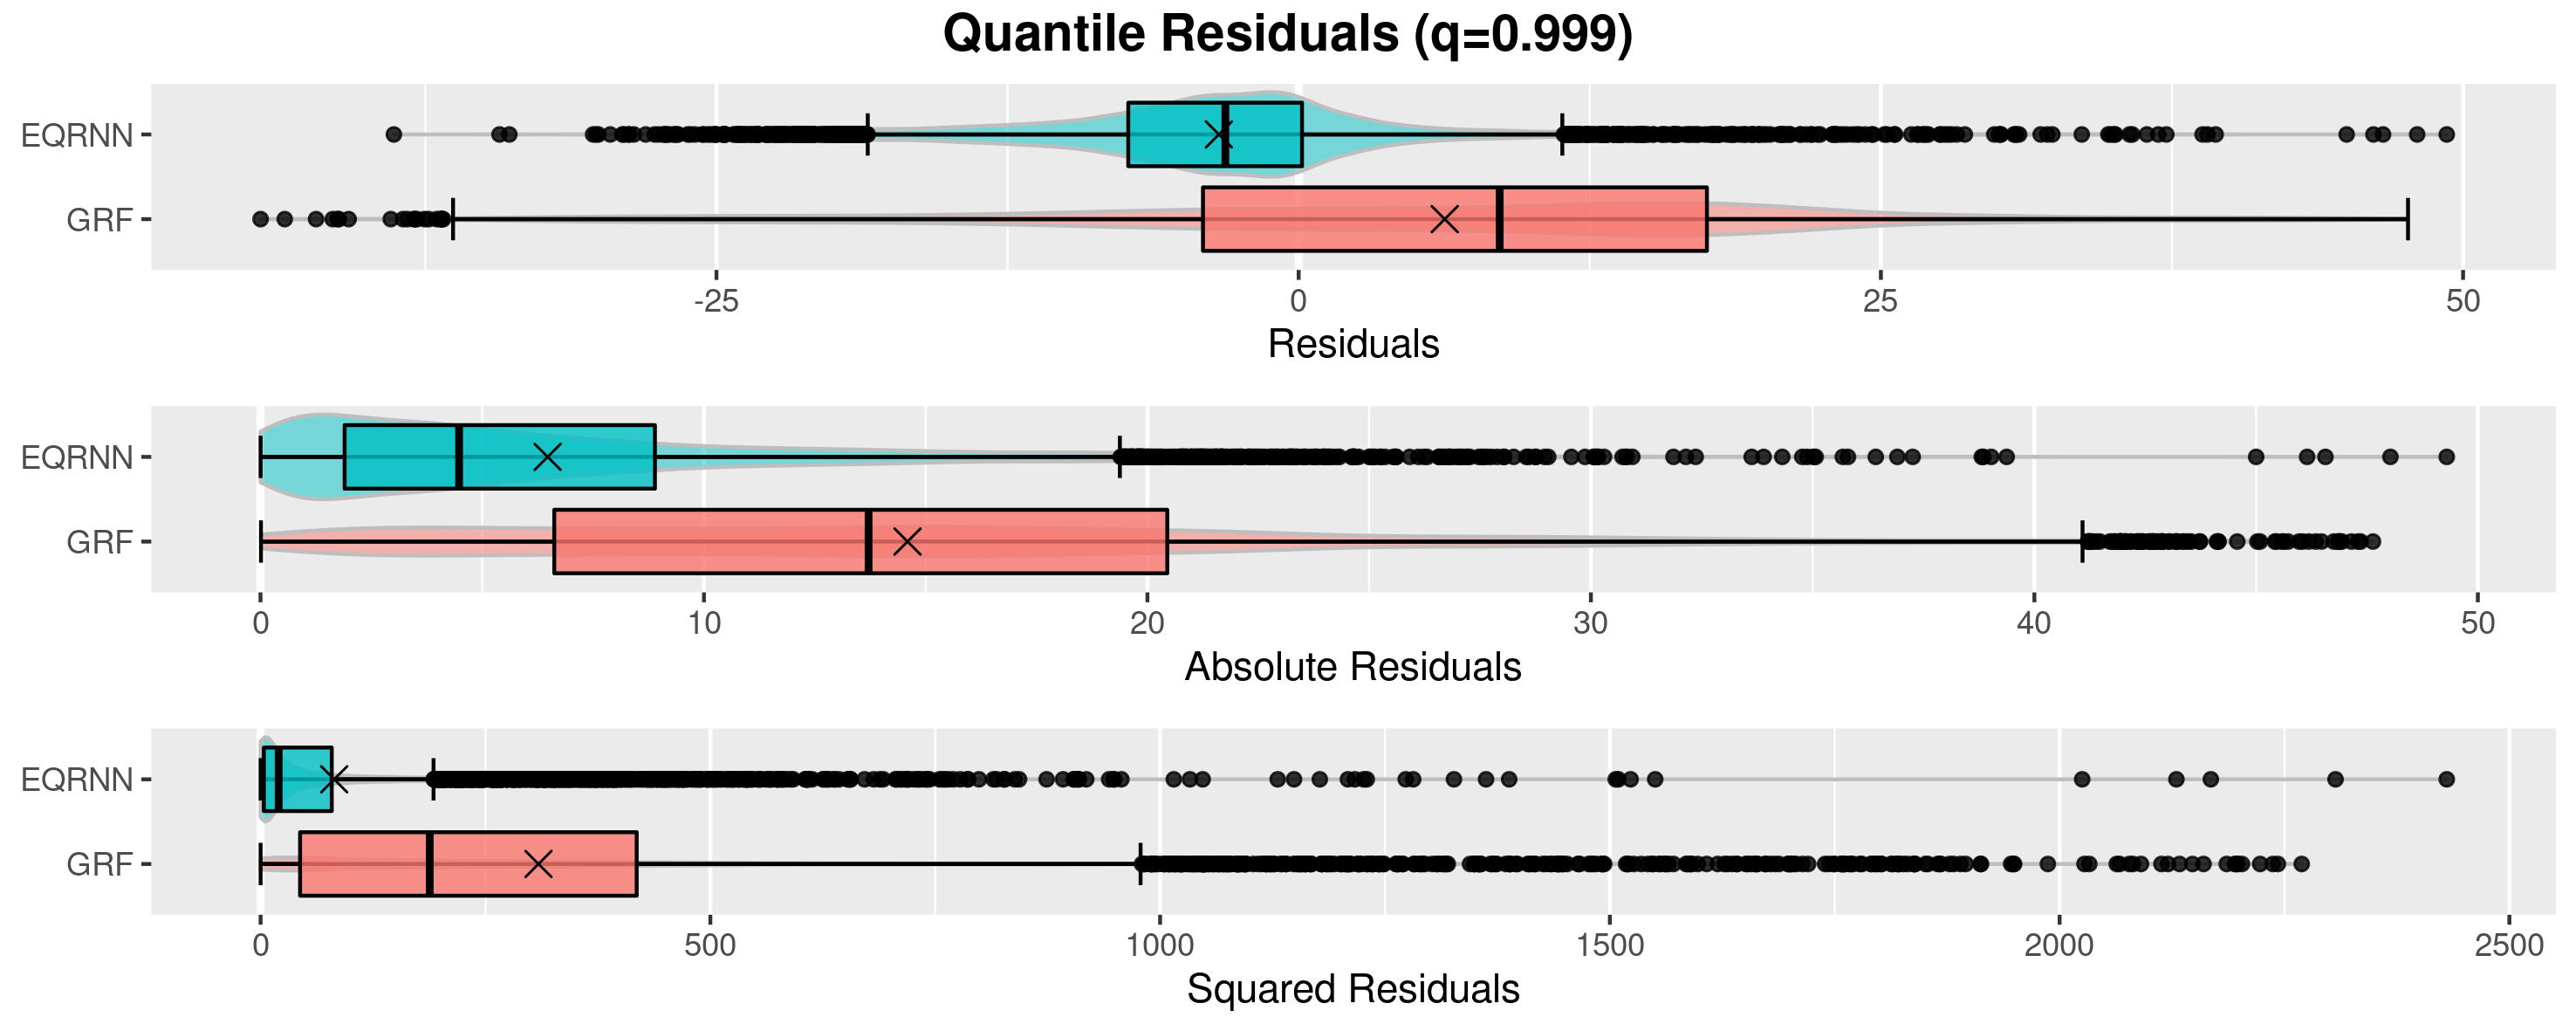 Quantile Residuals (q=0.999)
EQRNN
GRF
-25 0 25 50
Residuals
EQRNN
GRF
0 10 20 30 40 50
Absolute Residuals
EQRNN
GRF
0 500 1000 1500 2000 2500
Squared Residuals